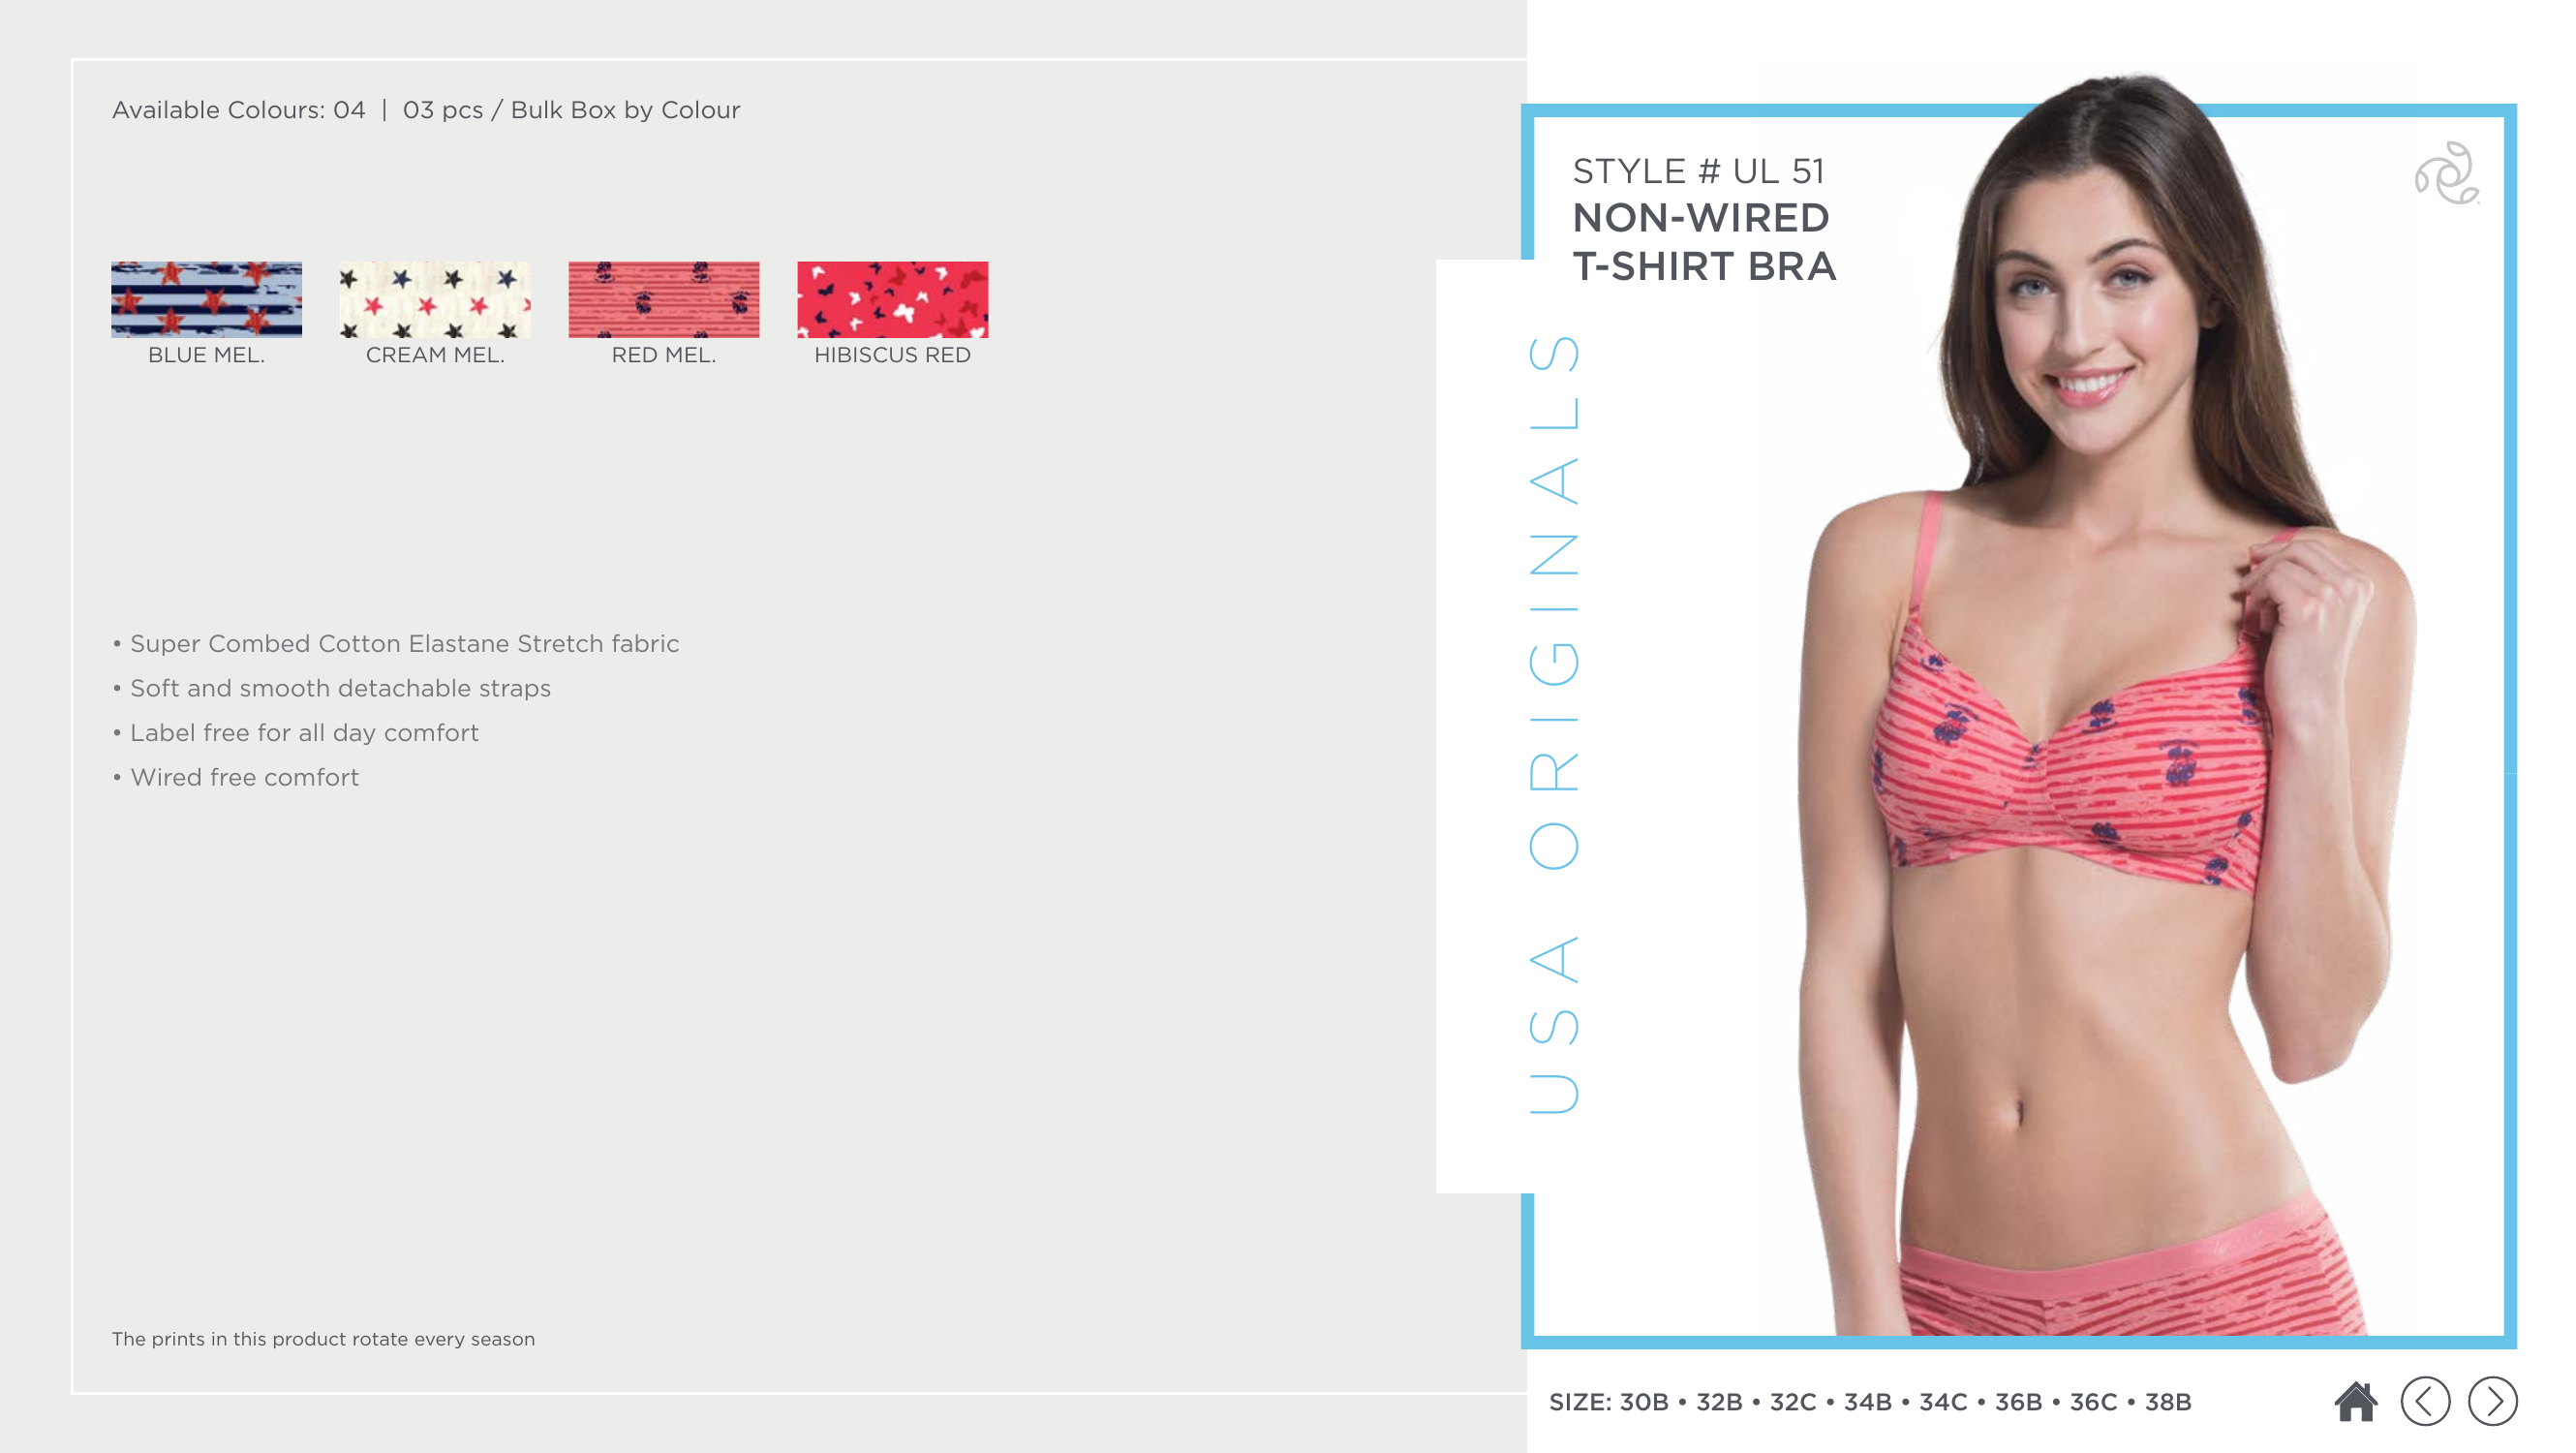 Available Colours: 04 | 03 pcs / Bulk Box by Colour
BLUE MEL.
CREAM MEL.
RED MEL.
HIBISCUS RED
• Super Combed Cotton Elastane Stretch fabric
• Soft and smooth detachable straps
• Label free for all day comfort
• Wired free comfort
The prints in this product rotate every season
STYLE # UL 51
NON-WIRED
T-SHIRT BRA
USA ORIGINALS
SIZE: 30B • 32B • 32C • 34B • 34C • 36B • 36C • 38B